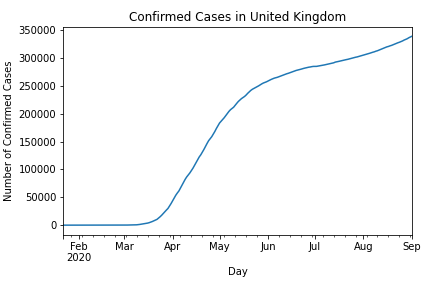 Confirmed Cases in United Kingdom
350000
300000
250000
200000
150000
100000
50000
0
Number of Confirmed Cases
Feb Mar Apr May Jun Jul Aug Sep
2020
Day